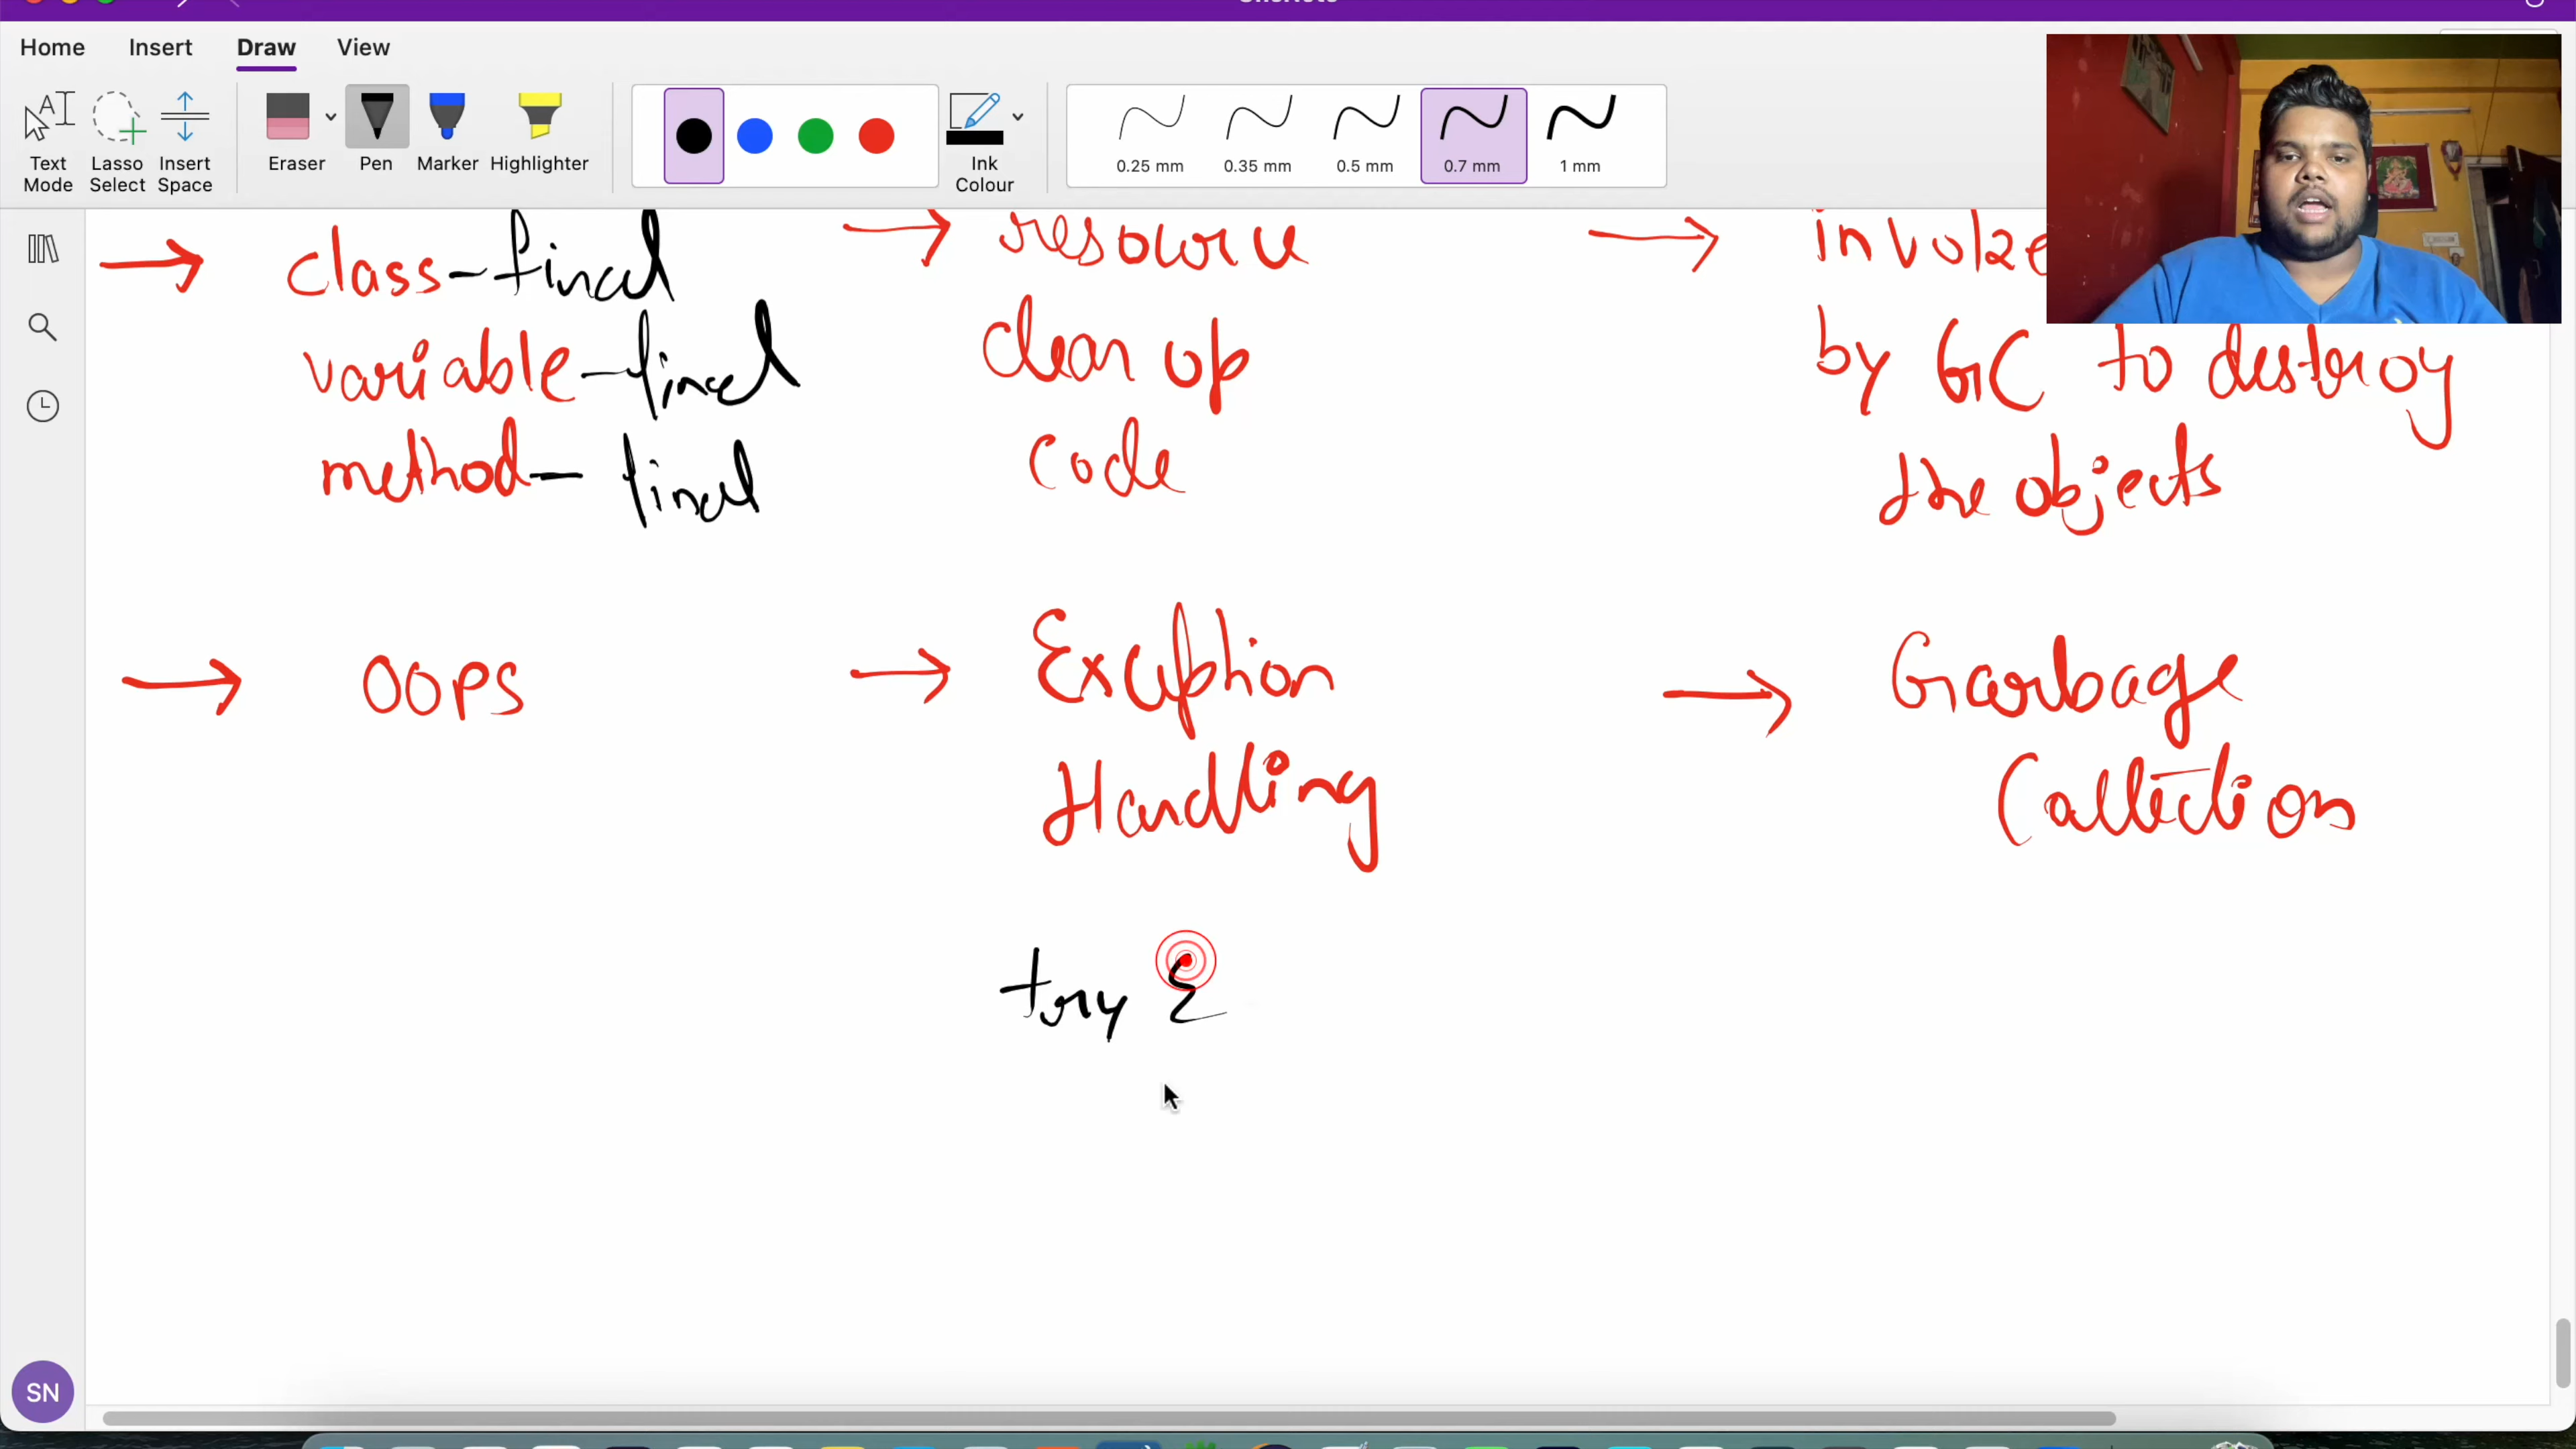 Home Insert Draw View
Text Mode
Lasso Select
Insert Space
Eraser
Pen
Marker
Highlighter
Ink Colour
0.25 mm
0.35 mm
0.5 mm
0.7 mm
1 mm
→ class - final
variable - final
method - final
→ resource
clean up
code
→ invoke
by GC to destroy
the objects
→ OOPS
→ Exception
Handling
→ Garbage
Collection
try {
SN